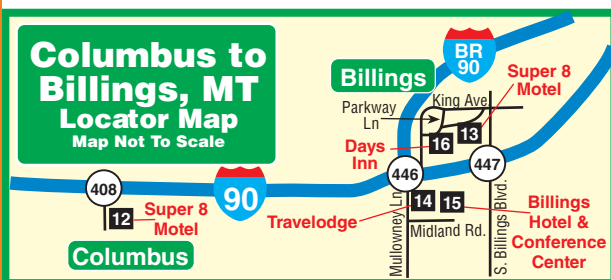 Columbus to
Billings, MT
Locator Map
Map Not To Scale
BR
90
Billings
Super 8
Motel
King Ave.
Parkway
Ln
13
16
Days
Inn
446
447
408
90
12
Super 8
Motel
Columbus
Travelodge
14
15
Mullowney Ln.
Midland Rd.
S. Billings Blvd.
Billings
Hotel &
Conference
Center